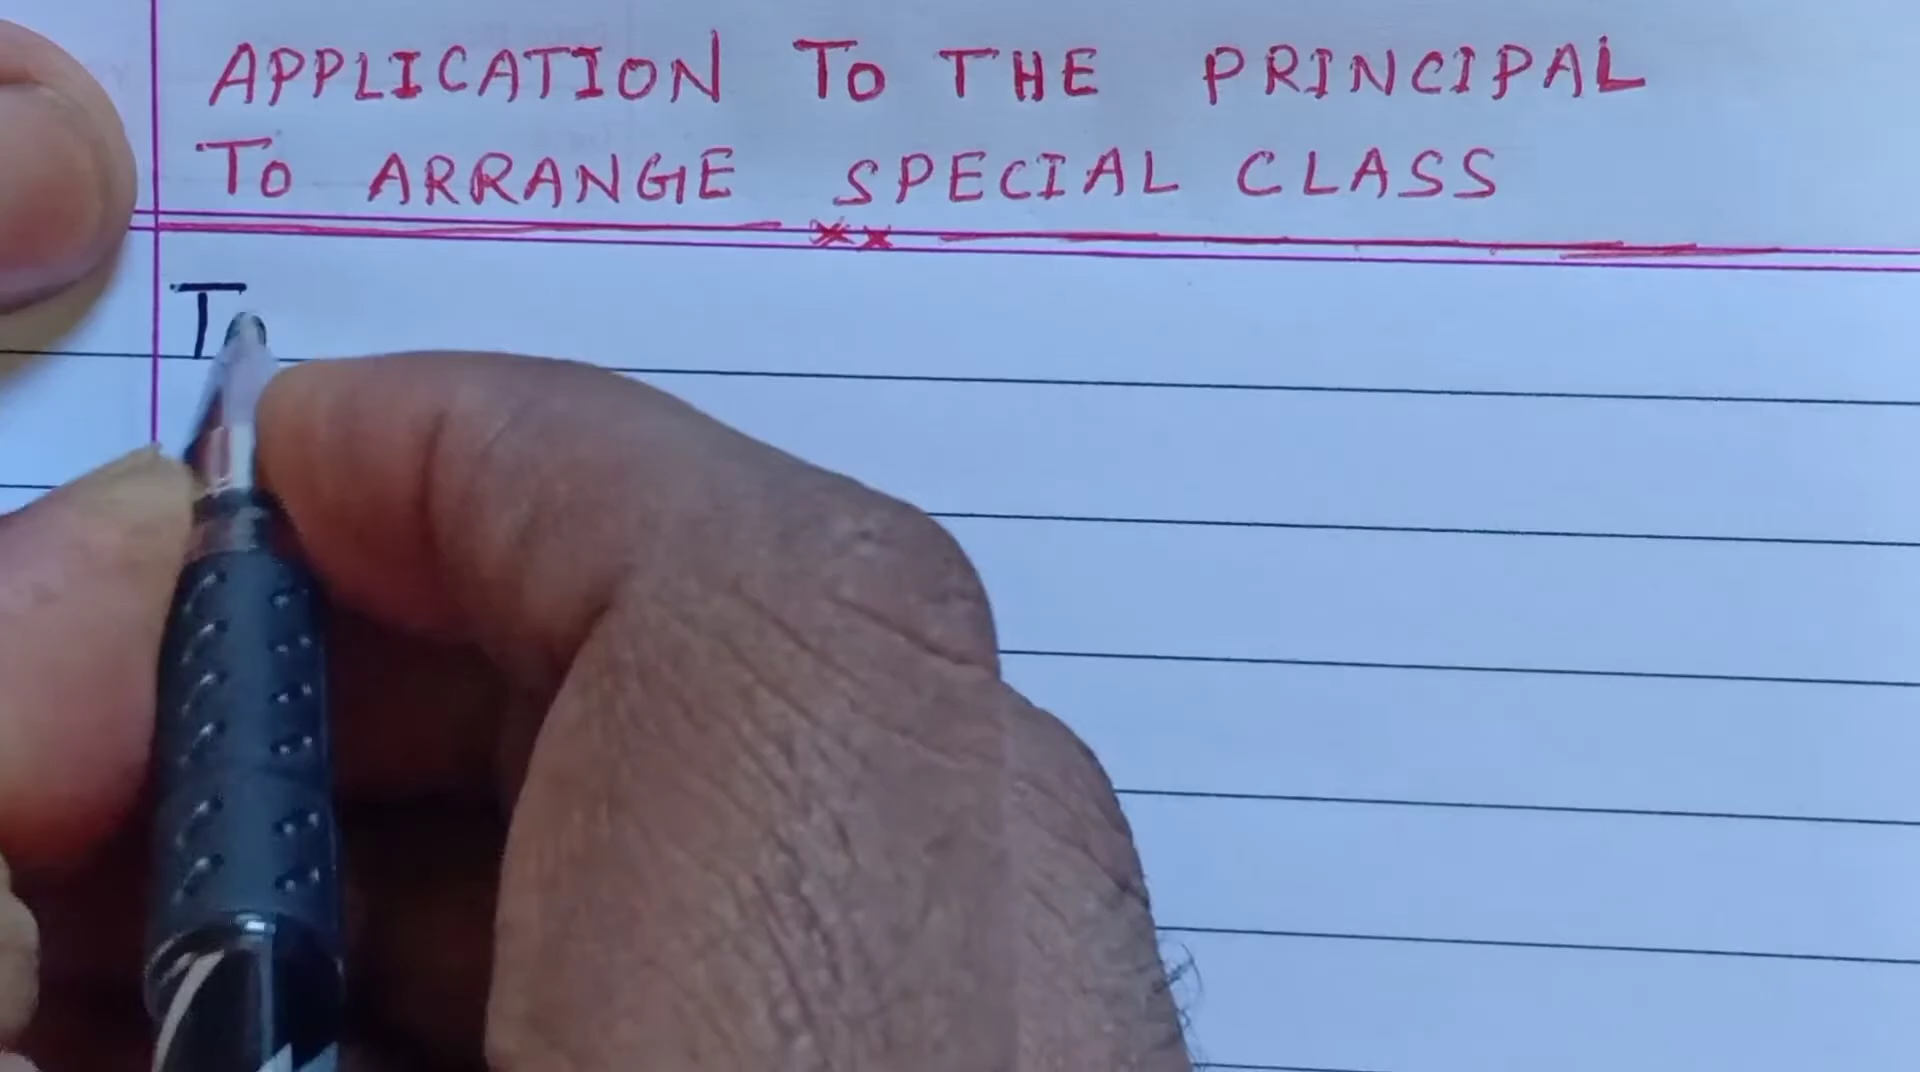 APPLICATION TO THE PRINCIPAL
TO ARRANGE SPECIAL CLASS
T